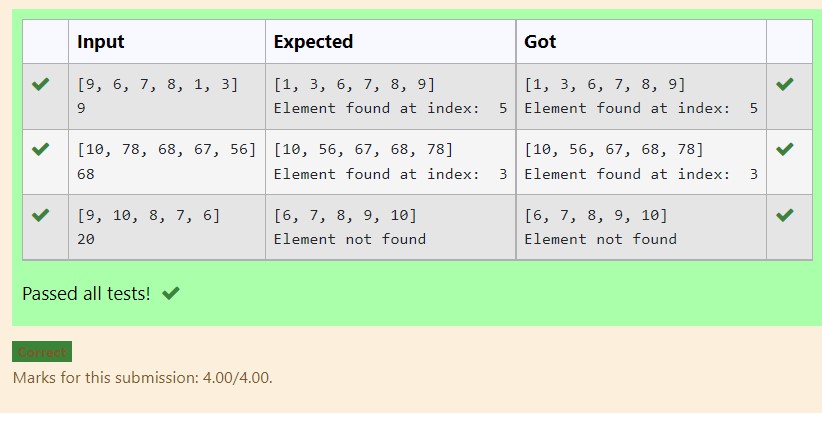 Input Expected Got
[9, 6, 7, 8, 1, 3] [1, 3, 6, 7, 8, 9] [1, 3, 6, 7, 8, 9]
9 Element found at index:  5 Element found at index:  5
[10, 78, 68, 67, 56] [10, 56, 67, 68, 78] [10, 56, 67, 68, 78]
68 Element found at index:  3 Element found at index:  3
[9, 10, 8, 7, 6] [6, 7, 8, 9, 10] [6, 7, 8, 9, 10]
20 Element not found Element not found
Passed all tests!
Correct
Marks for this submission: 4.00/4.00.